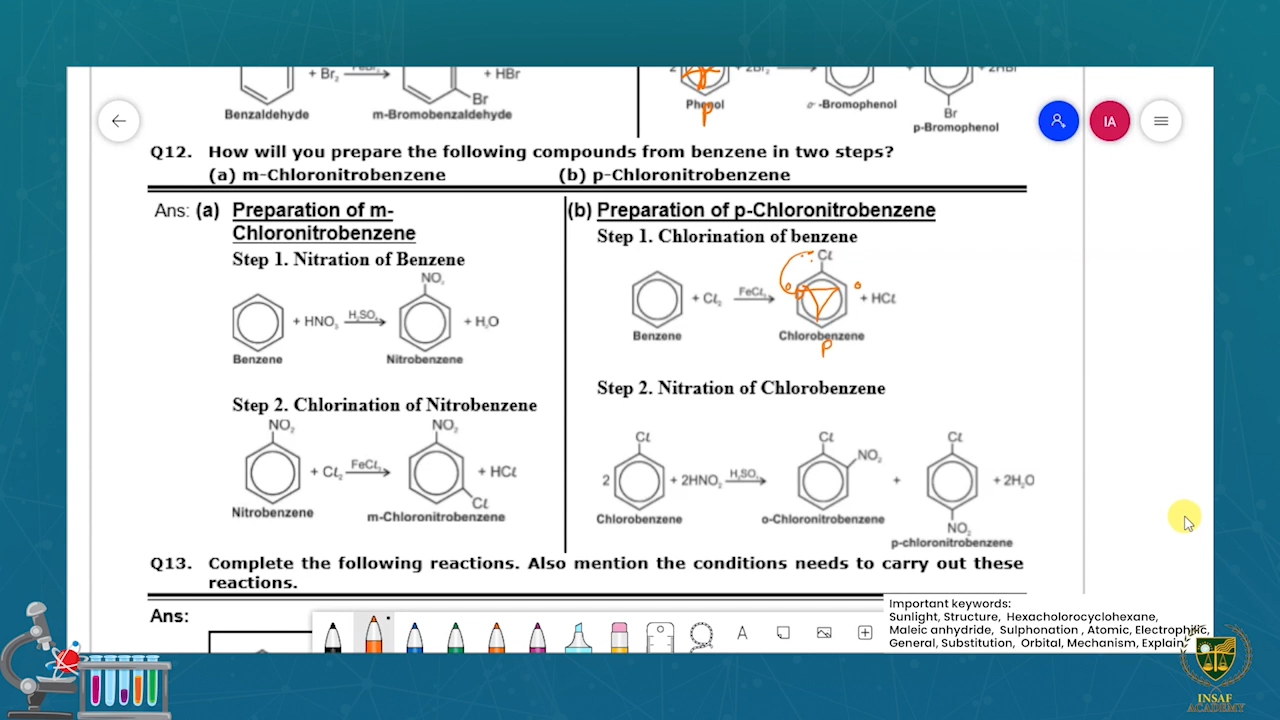 + Br₂ FeBr₃ + HBr
Br
Benzaldehyde m-Bromobenzaldehyde
2 + 2Br₂ + 2HBr
Phenol o-Bromophenol
p
Br
p-Bromophenol
IA
Q12. How will you prepare the following compounds from benzene in two steps?
(a) m-Chloronitrobenzene (b) p-Chloronitrobenzene
Ans: (a) Preparation of m-
Chloronitrobenzene
Step 1. Nitration of Benzene
NO₂
+ HNO₃ H₂SO₄ + H₂O
Benzene Nitrobenzene
Step 2. Chlorination of Nitrobenzene
NO₂ NO₂
+ Cℓ₂ FeCℓ₃ + HCℓ
Cℓ
Nitrobenzene m-Chloronitrobenzene
(b) Preparation of p-Chloronitrobenzene
Step 1. Chlorination of benzene
Cℓ
+ Cℓ₂ FeCℓ₃ + HCℓ
o o
Benzene Chlorobenzene
p
Step 2. Nitration of Chlorobenzene
Cℓ Cℓ Cℓ
NO₂
2 + 2HNO₃ H₂SO₄ + + 2H₂O
Chlorobenzene o-Chloronitrobenzene
NO₂
p-chloronitrobenzene
Q13. Complete the following reactions. Also mention the conditions needs to carry out these
reactions.
Ans:
A
Important keywords:
Sunlight, Structure, Hexacholorocyclohexane,
Maleic anhydride, Sulphonation , Atomic, Electrophilic,
General, Substitution, Orbital, Mechanism, Explain
INSAF
ACADEMY